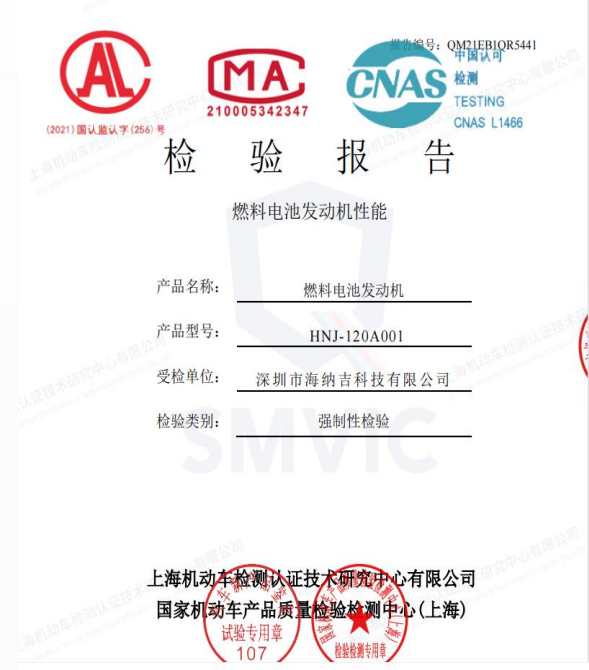 报告编号：QM21EB1QR5441
AL
(2021)国认监认字(256)号
MA
210005342347
CNAS
中国认可
检测
TESTING
CNAS L1466
检 验 报 告
燃料电池发动机性能
产品名称： 燃料电池发动机
产品型号： HNJ-120A001
受检单位： 深圳市海纳吉科技有限公司
检验类别： 强制性检验
SMVIC
上海机动车检测认证技术研究中心有限公司
国家机动车产品质量检验检测中心(上海)
试验专用章
107
检验检测专用章